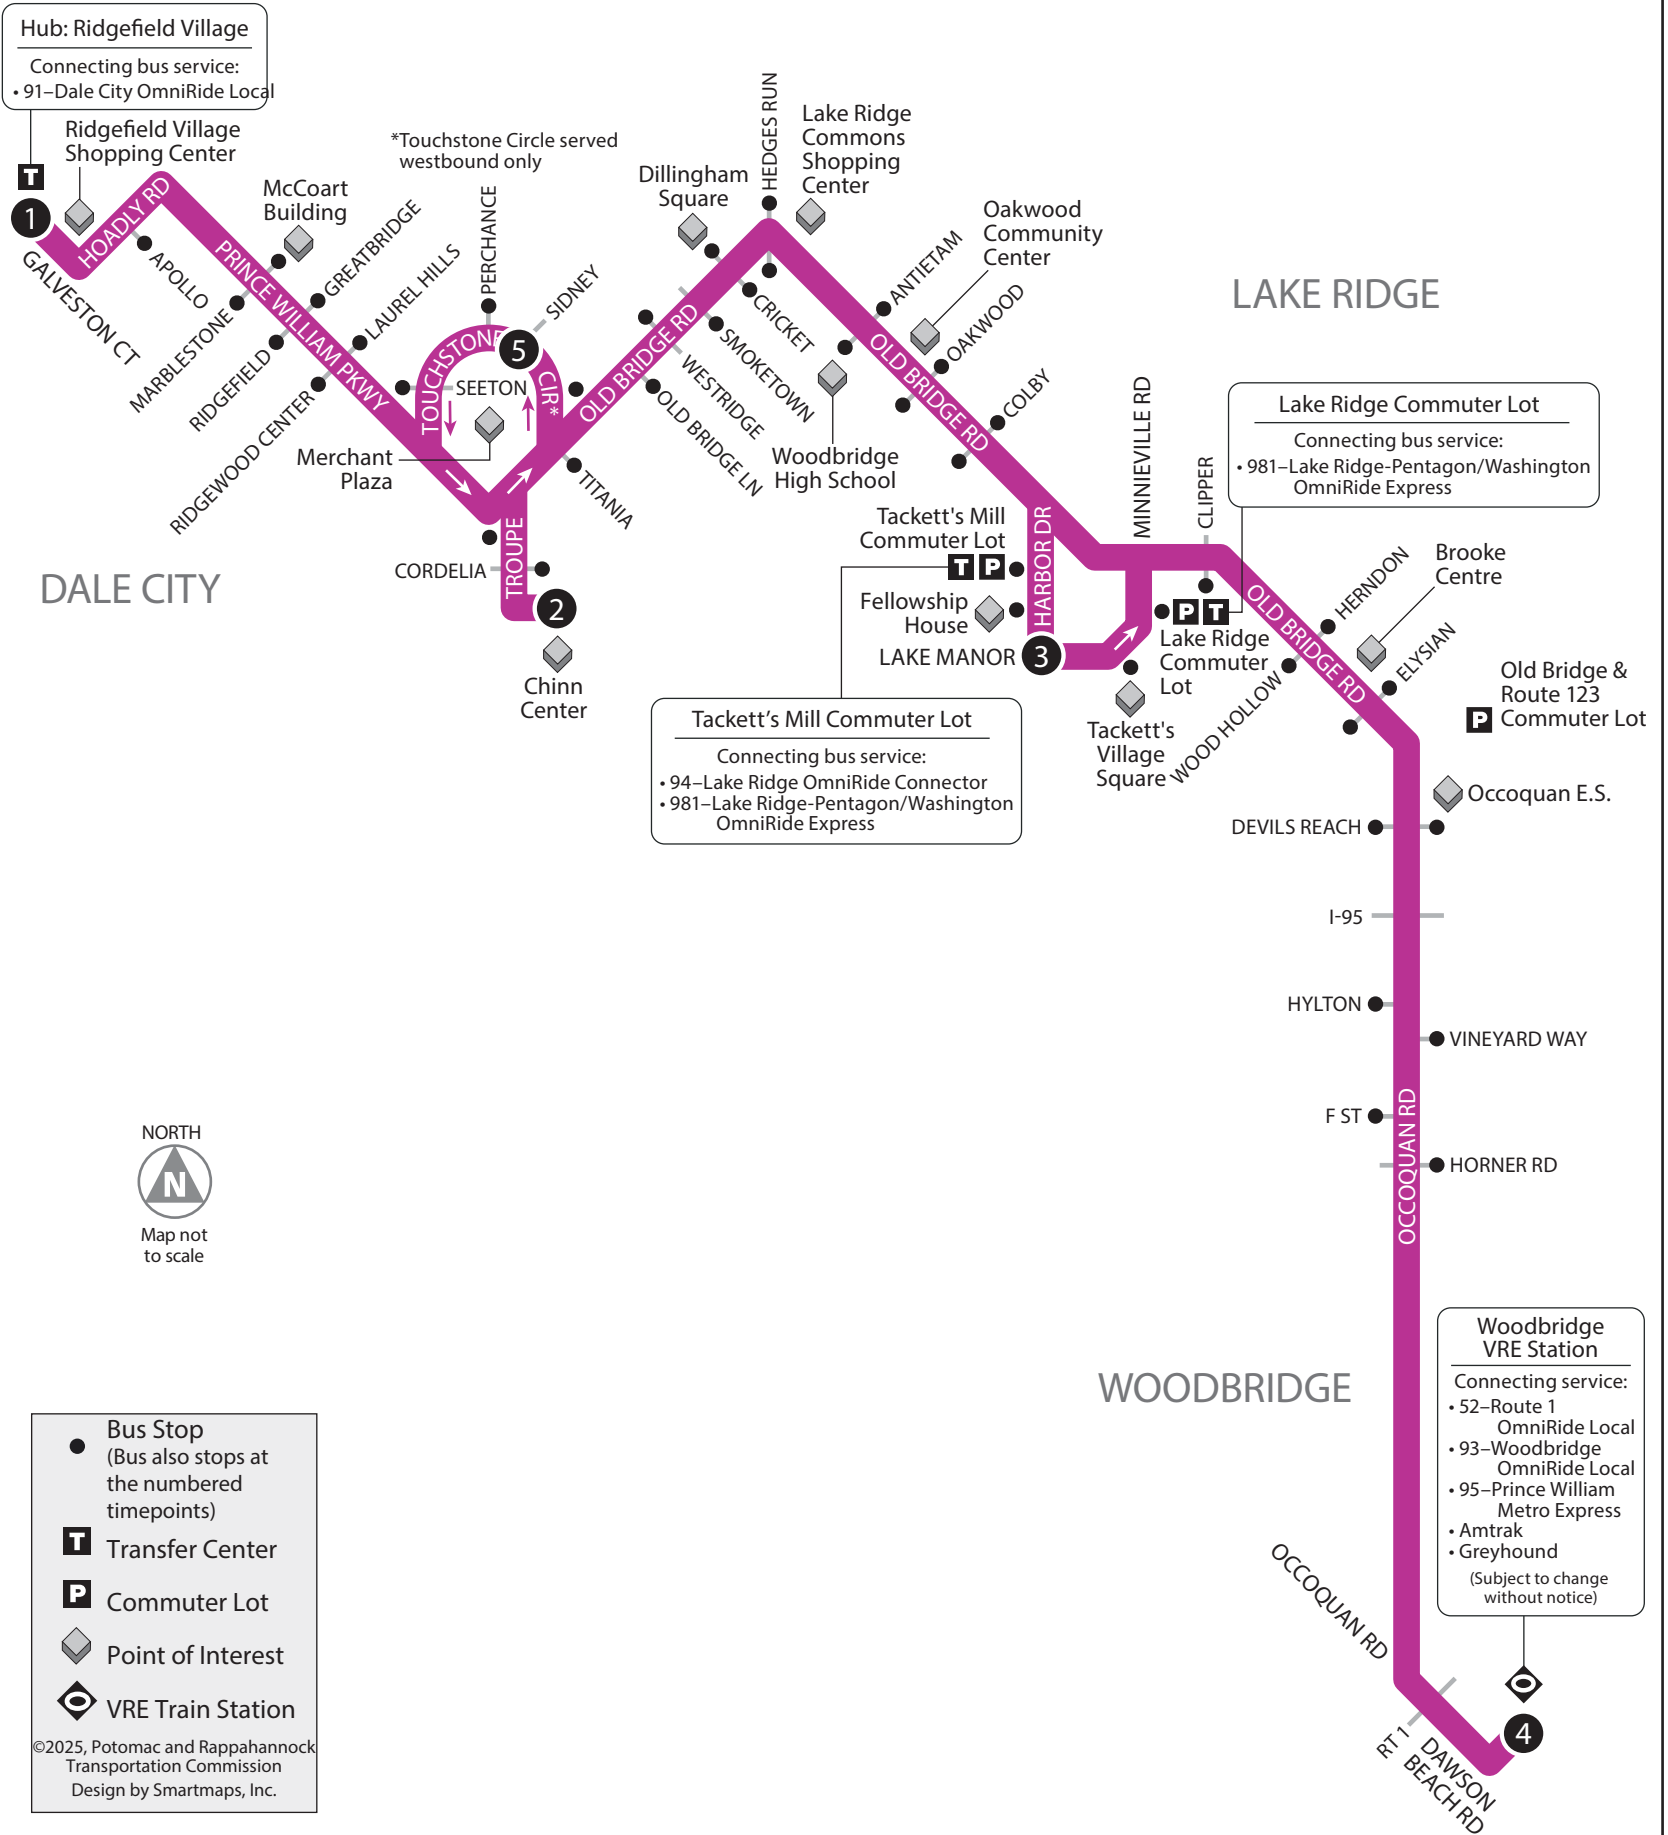 Hub: Ridgefield Village
Connecting bus service:
• 91–Dale City OmniRide Local
Ridgefield Village
Shopping Center
T
1
GALVESTON CT
HOADLY RD
APOLLO
McCoart
Building
PRINCE WILLIAM PKWY
MARBLESTONE
GREATBRIDGE
RIDGEFIELD
LAUREL HILLS
RIDGEWOOD CENTER
*Touchstone Circle served
westbound only
PERCHANCE
SIDNEY
5
TOUCHSTONE
CIR*
SEETON
Merchant
Plaza
TITANIA
CORDELIA
TROUPE
2
Chinn
Center
DALE CITY
OLD BRIDGE RD
OLD BRIDGE LN
WESTRIDGE
SMOKETOWN
CRICKET
Dillingham
Square
HEDGES RUN
Lake Ridge
Commons
Shopping
Center
Oakwood
Community
Center
ANTIETAM
OAKWOOD
COLBY
OLD BRIDGE RD
Woodbridge
High School
LAKE RIDGE
Lake Ridge Commuter Lot
Connecting bus service:
• 981–Lake Ridge-Pentagon/Washington
OmniRide Express
MINNIEVILLE RD
CLIPPER
Tackett's Mill
Commuter Lot
T P
HARBOR DR
Fellowship
House
LAKE MANOR
3
P T
Lake Ridge
Commuter
Lot
Tackett's
Village
Square
Tackett’s Mill Commuter Lot
Connecting bus service:
• 94–Lake Ridge OmniRide Connector
• 981–Lake Ridge-Pentagon/Washington
OmniRide Express
OLD BRIDGE RD
WOOD HOLLOW
HERNDON
Brooke
Centre
ELYSIAN
Old Bridge &
Route 123
P Commuter Lot
Occoquan E.S.
DEVILS REACH
I-95
HYLTON
VINEYARD WAY
F ST
HORNER RD
OCCOQUAN RD
WOODBRIDGE
NORTH
N
Map not
to scale
Woodbridge
VRE Station
Connecting service:
• 52–Route 1
OmniRide Local
• 93–Woodbridge
OmniRide Local
• 95–Prince William
Metro Express
• Amtrak
• Greyhound
(Subject to change
without notice)
OCCOQUAN RD
RT 1
DAWSON
BEACH RD
4
Bus Stop
(Bus also stops at
the numbered
timepoints)
T Transfer Center
P Commuter Lot
Point of Interest
VRE Train Station
©2025, Potomac and Rappahannock
Transportation Commission
Design by Smartmaps, Inc.